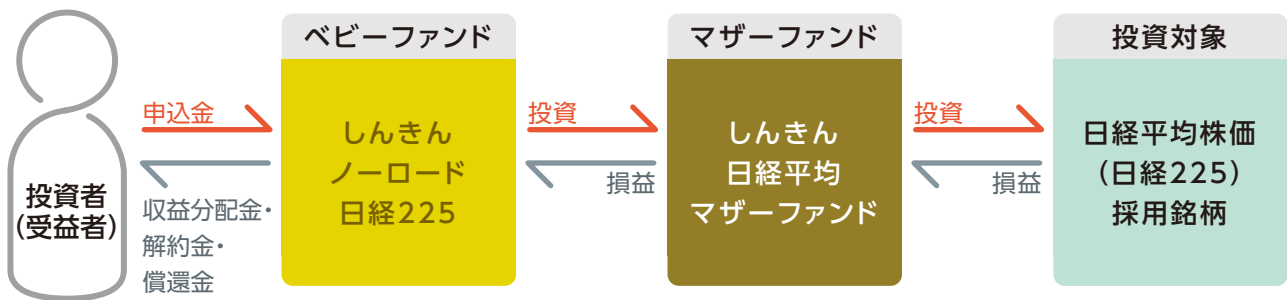 投資者
(受益者)
申込金
収益分配金・
解約金・
償還金
ベビーファンド
しんきん
ノーロード
日経225
投資
損益
マザーファンド
しんきん
日経平均
マザーファンド
投資
損益
投資対象
日経平均株価
(日経225)
採用銘柄